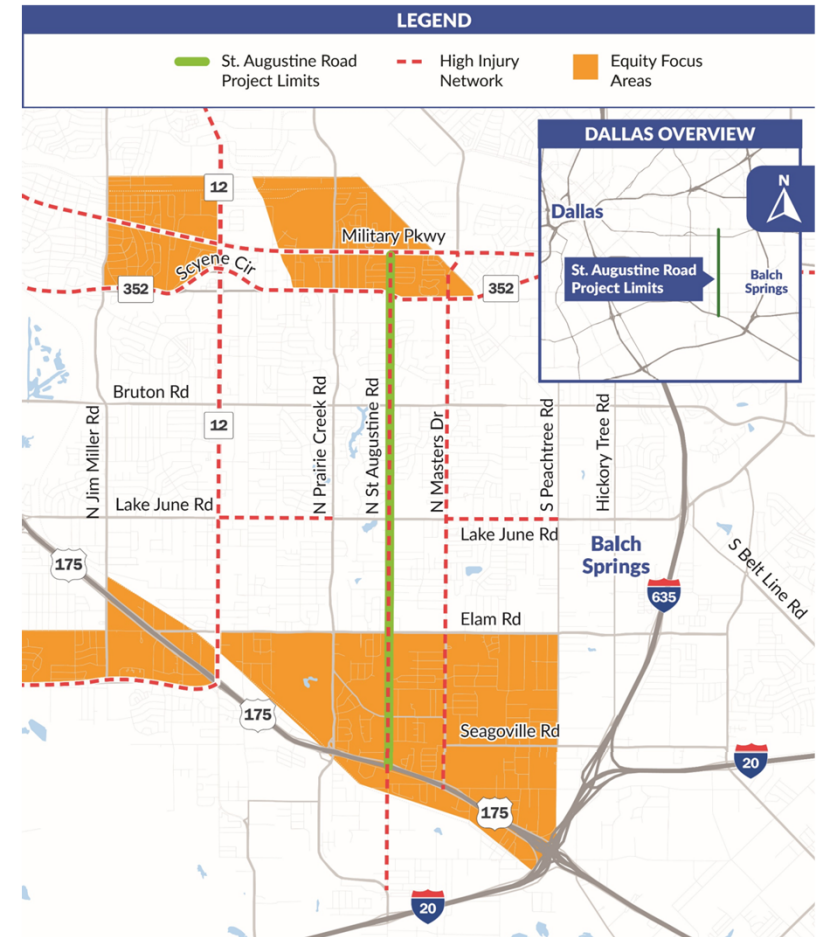 LEGEND
St. Augustine Road
Project Limits
High Injury
Network
Equity Focus
Areas
DALLAS OVERVIEW
N
Dallas
St. Augustine Road
Project Limits
Balch
Springs
12
Military Pkwy
Scyene Cir
352
352
Bruton Rd
12
N Jim Miller Rd
N Prairie Creek Rd
N St Augustine Rd
N Masters Dr
S Peachtree Rd
Hickory Tree Rd
Lake June Rd
Lake June Rd
Balch
Springs
S Belt Line Rd
175
635
Elam Rd
175
Seagoville Rd
20
175
20